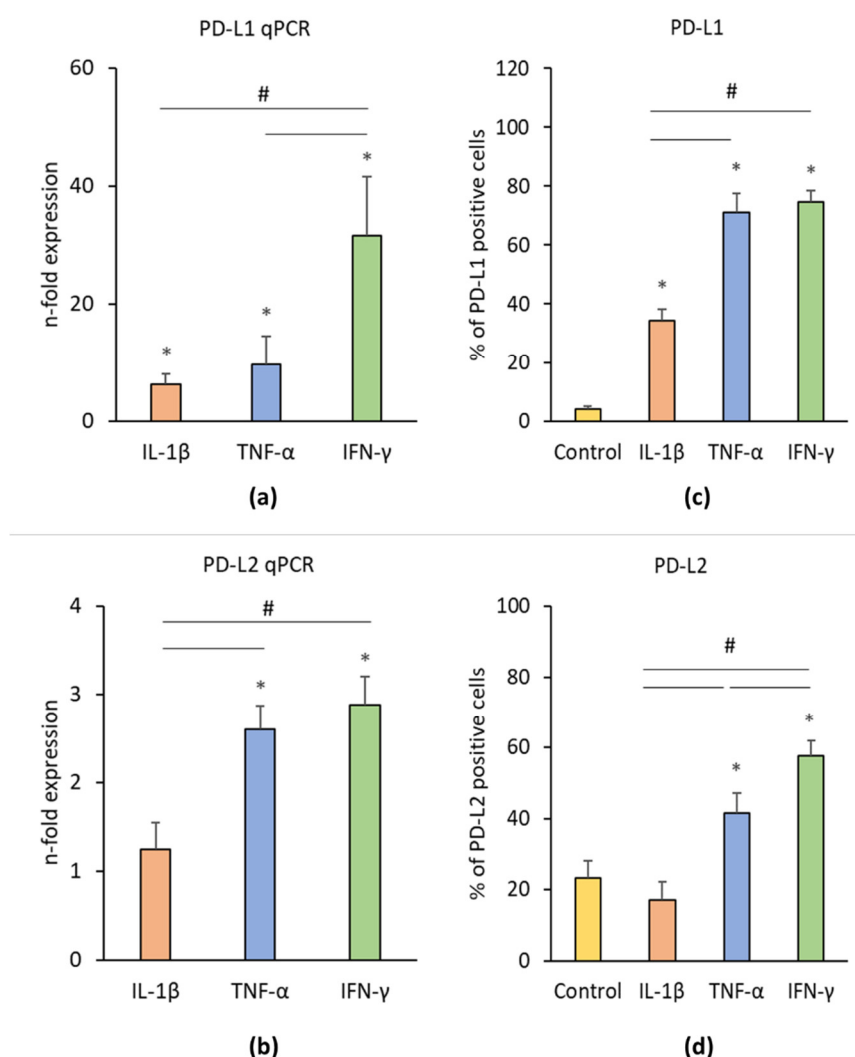 PD-L1 qPCR
n-fold expression
60
40
20
0
#
*
*
*
IL-1β TNF-α IFN-γ
(a)
PD-L1
% of PD-L1 positive cells
120
100
80
60
40
20
0
#
*
*
*
Control IL-1β TNF-α IFN-γ
(c)
PD-L2 qPCR
n-fold expression
4
3
2
1
0
#
*
*
IL-1β TNF-α IFN-γ
(b)
PD-L2
% of PD-L2 positive cells
100
80
60
40
20
0
#
*
*
Control IL-1β TNF-α IFN-γ
(d)